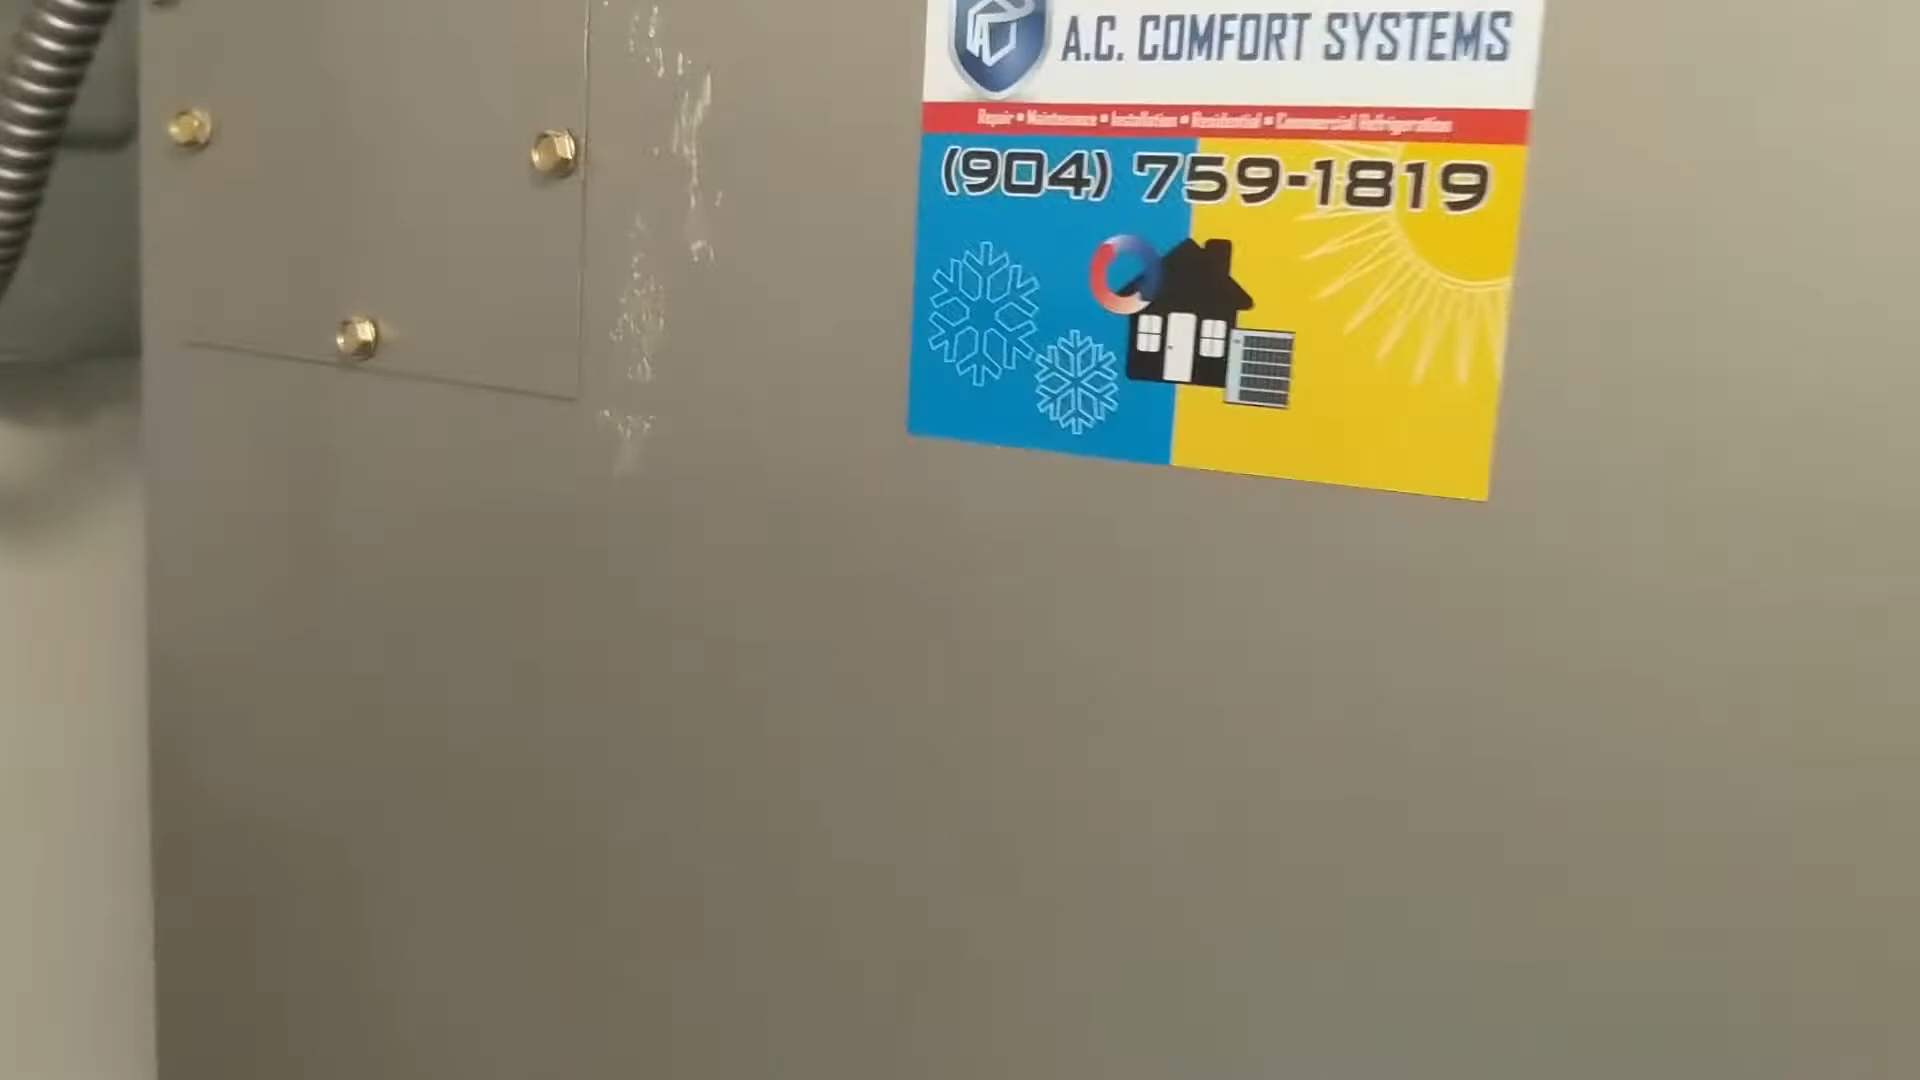 A.C. COMFORT SYSTEMS
Repair • Maintenance • Installation • Residential • Commercial Refrigeration
(904) 759-1819